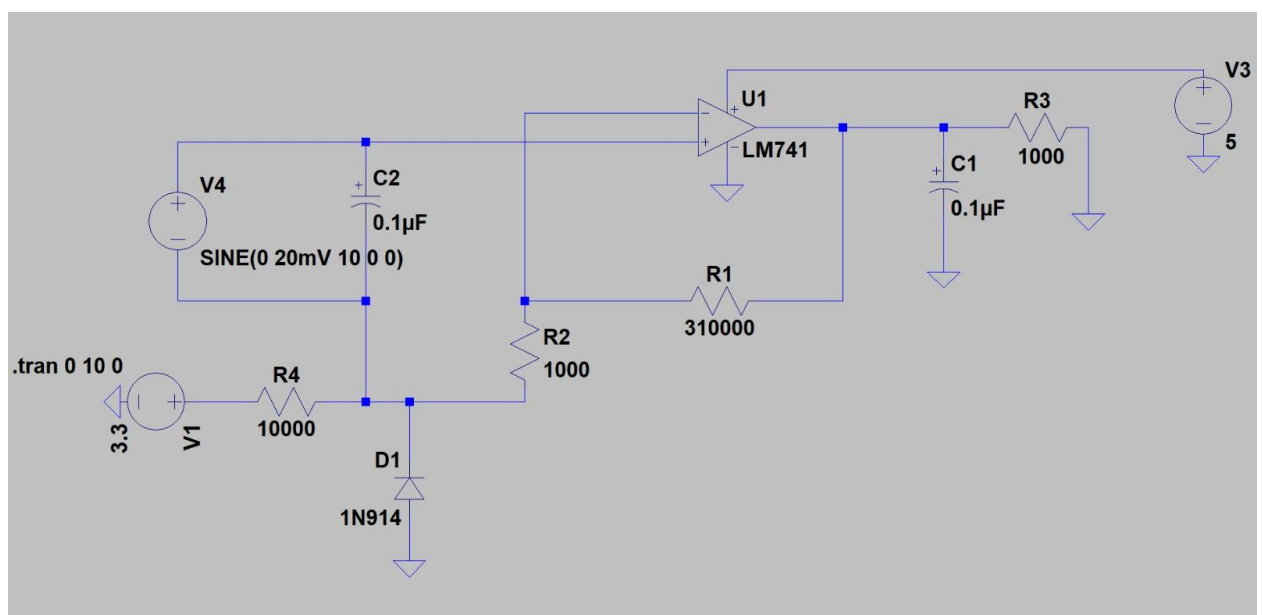 V3
U1
R3
LM741
1000
5
V4
C2
C1
0.1µF
0.1µF
SINE(0 20mV 10 0 0)
R1
310000
R2
1000
.tran 0 10 0
R4
10000
3.3
V1
D1
1N914